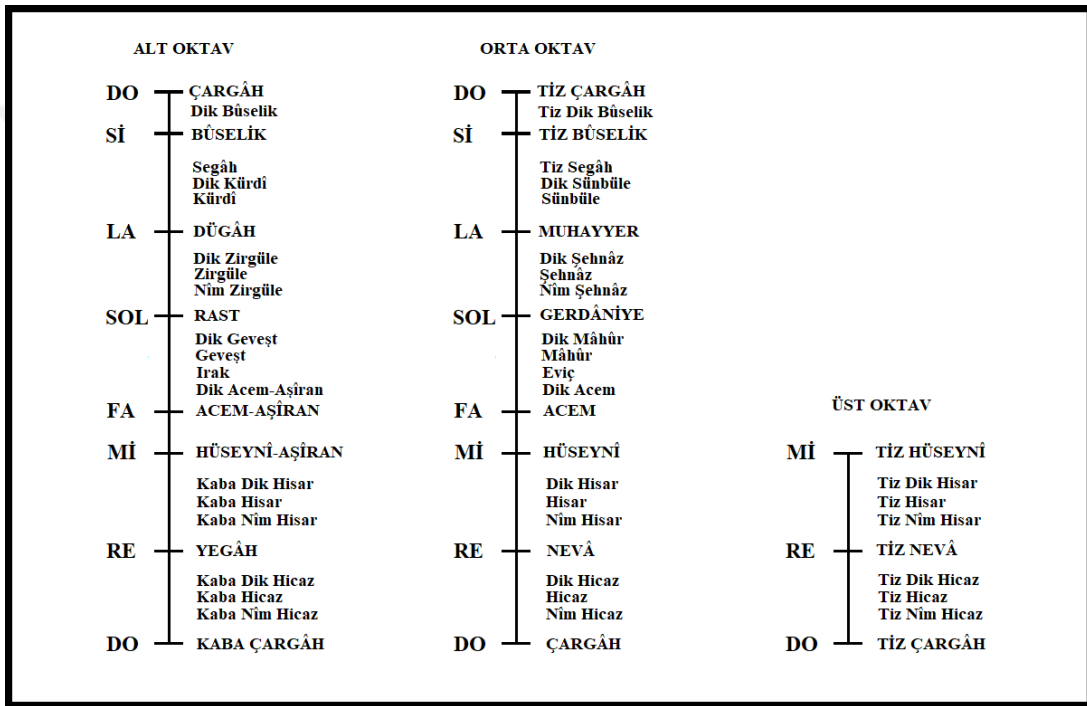 ALT OKTAV
DO ÇARGÂH
Dik Bûselik
Sİ BÛSELİK
Segâh
Dik Kürdî
Kürdî
LA DÜGÂH
Dik Zirgüle
Zirgüle
Nîm Zirgüle
SOL RAST
Dik Geveşt
Geveşt
Irak
Dik Acem-Aşîran
FA ACEM-AŞÎRAN
Mİ HÜSEYNÎ-AŞÎRAN
Kaba Dik Hisar
Kaba Hisar
Kaba Nîm Hisar
RE YEGÂH
Kaba Dik Hicaz
Kaba Hicaz
Kaba Nîm Hicaz
DO KABA ÇARGÂH
ORTA OKTAV
DO TİZ ÇARGÂH
Tiz Dik Bûselik
Sİ TİZ BÛSELİK
Tiz Segâh
Dik Sünbüle
Sünbüle
LA MUHAYYER
Dik Şehnâz
Şehnâz
Nîm Şehnâz
SOL GERDÂNİYE
Dik Mâhûr
Mâhûr
Eviç
Dik Acem
FA ACEM
Mİ HÜSEYNÎ
Dik Hisar
Hisar
Nîm Hisar
RE NEVÂ
Dik Hicaz
Hicaz
Nîm Hicaz
DO ÇARGÂH
ÜST OKTAV
Mİ TİZ HÜSEYNÎ
Tiz Dik Hisar
Tiz Hisar
Tiz Nîm Hisar
RE TİZ NEVÂ
Tiz Dik Hicaz
Tiz Hicaz
Tiz Nîm Hicaz
DO TİZ ÇARGÂH